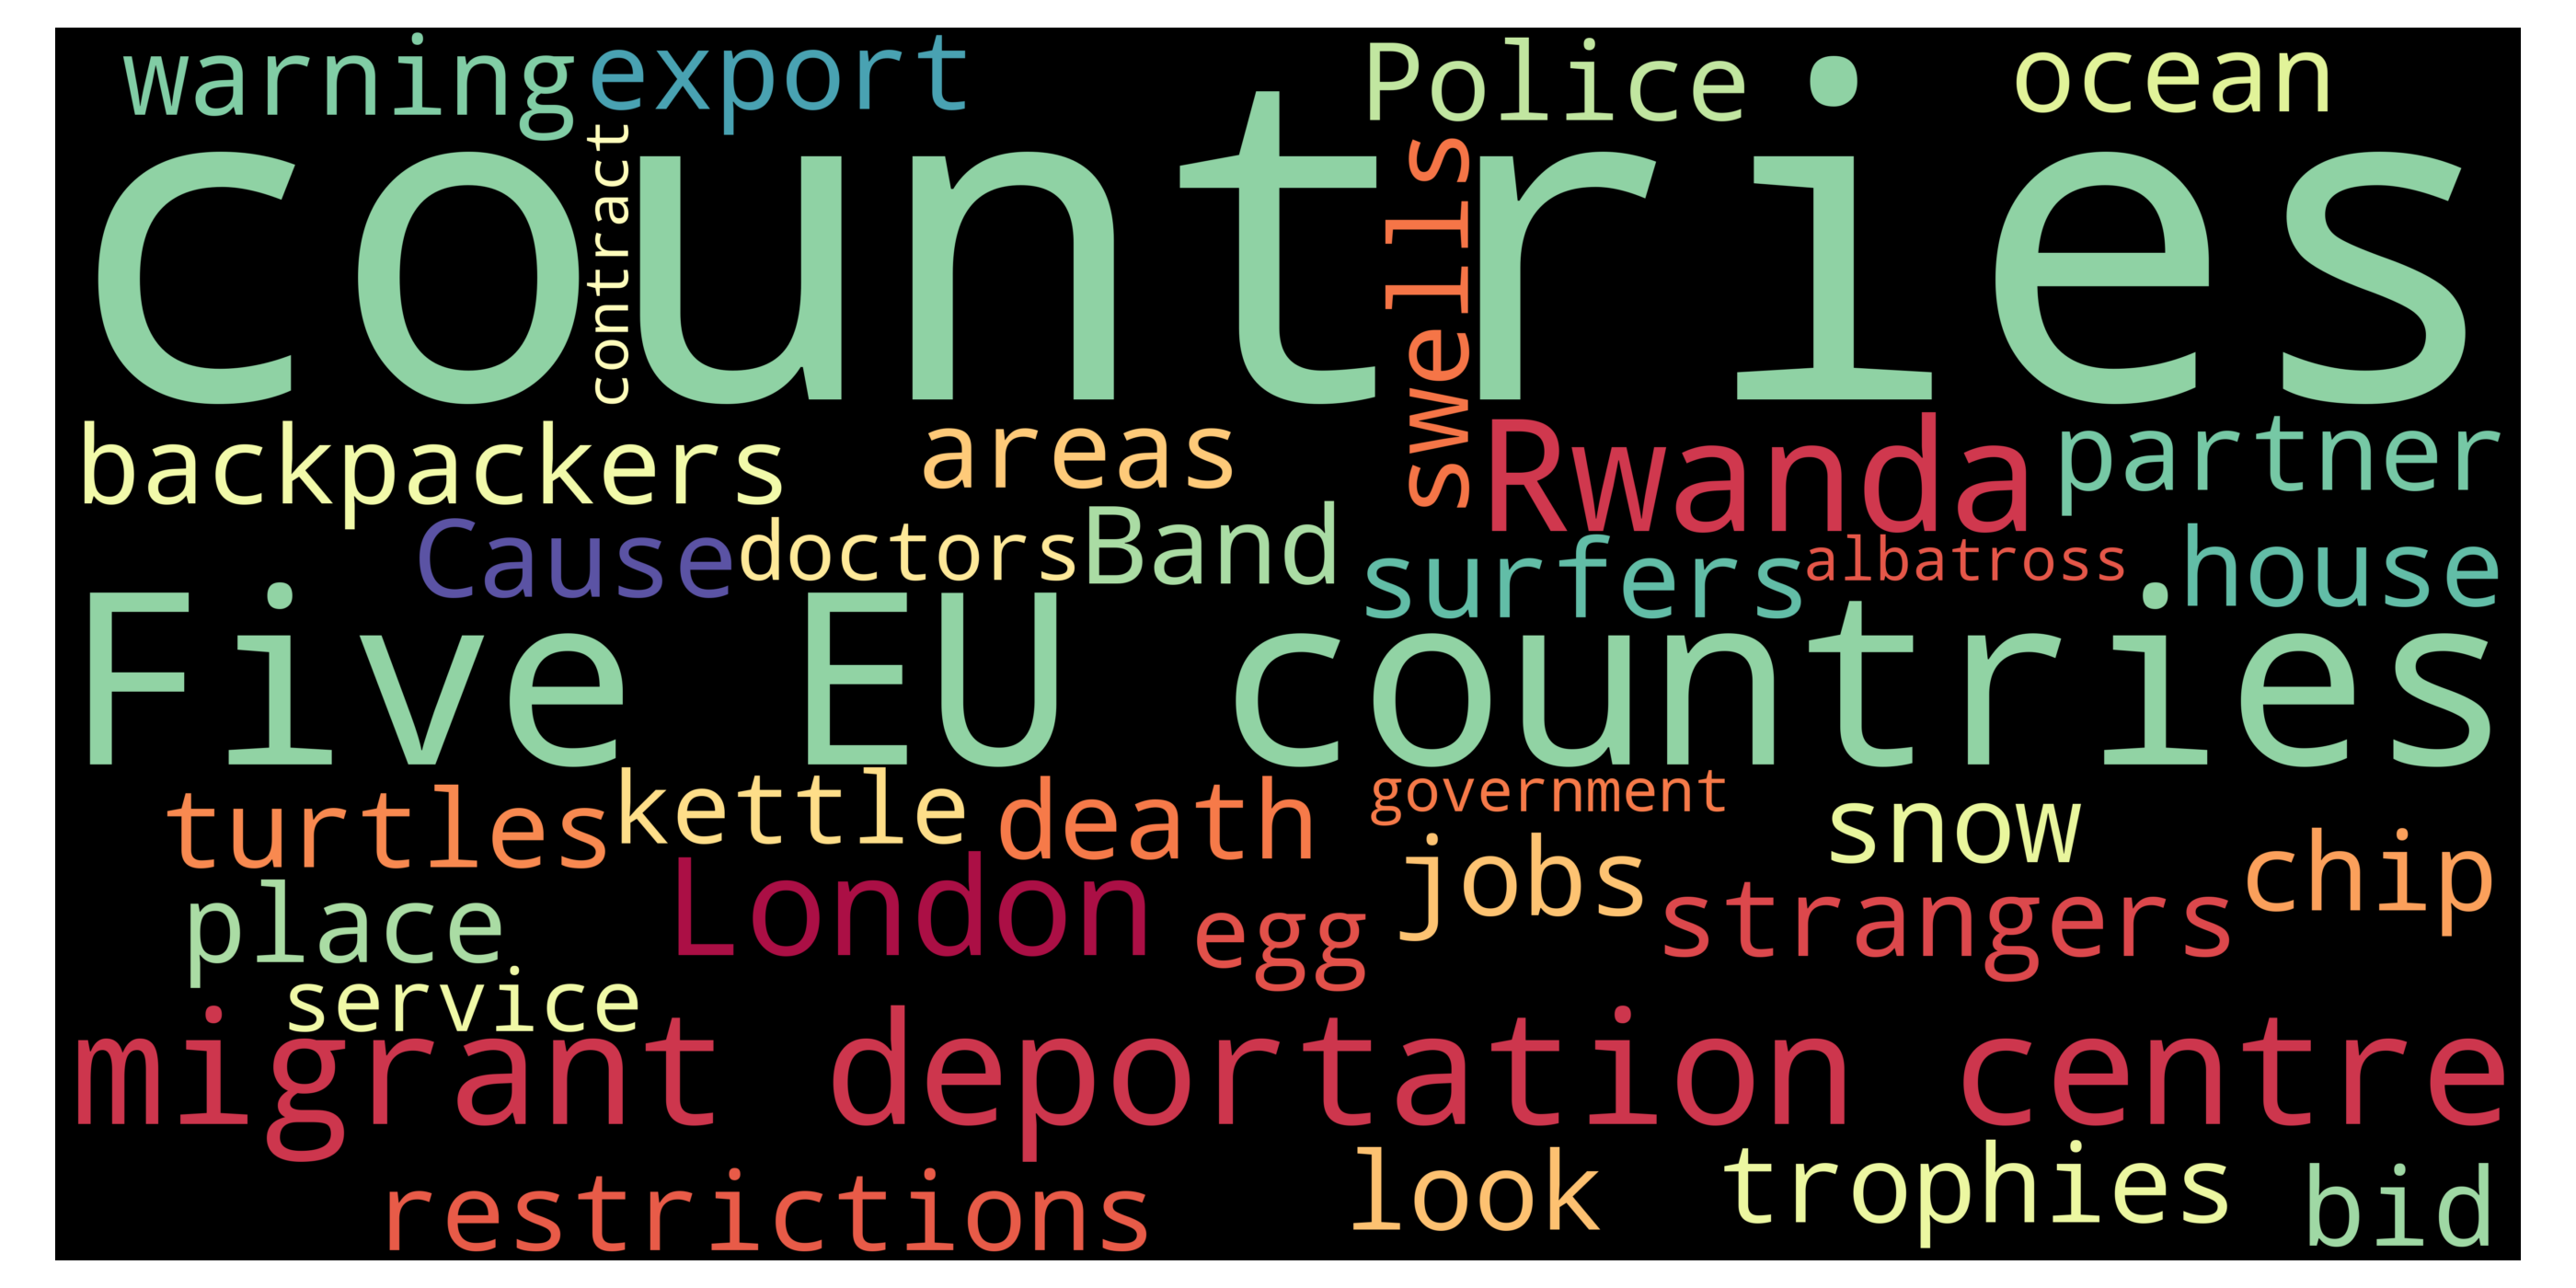 warning export Police ocean
countries
contract
swells
backpackers areas Rwanda partner
Cause doctors Band surfers albatross house
Five EU countries
turtles kettle death government snow
place London egg jobs strangers chip
service
migrant deportation centre
restrictions look trophies bid